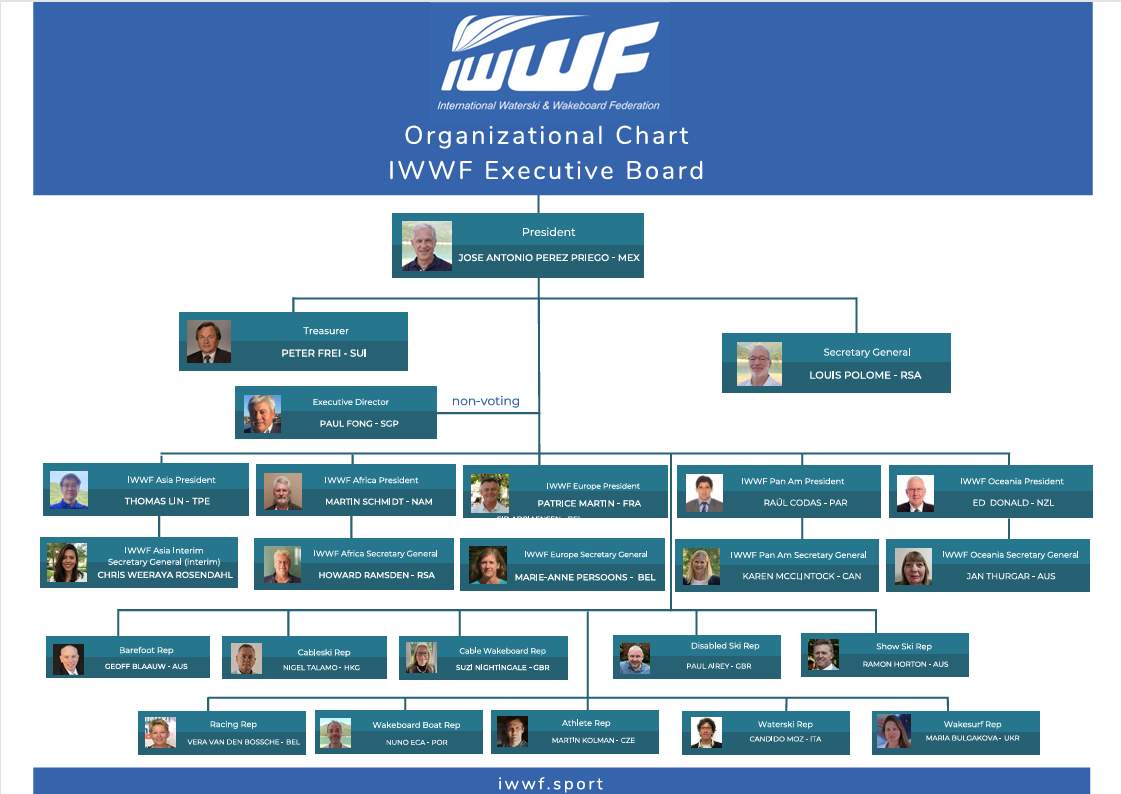 IWWF
International Waterski & Wakeboard Federation
Organizational Chart
IWWF Executive Board
President
JOSE ANTONIO PEREZ PRIEGO - MEX
Treasurer
PETER FREI - SUI
Secretary General
LOUIS POLOME - RSA
Executive Director
PAUL FONG - SGP
non-voting
IWWF Asia President
THOMAS LIN - TPE
IWWF Africa President
MARTIN SCHMIDT - NAM
IWWF Europe President
PATRICE MARTIN - FRA
IWWF Pan Am President
RAÚL CODAS - PAR
IWWF Oceania President
ED DONALD - NZL
IWWF Asia Interim
Secretary General (Interim)
CHRIS WEERAYA ROSENDAHL
IWWF Africa Secretary General
HOWARD RAMSDEN - RSA
IWWF Europe Secretary General
MARIE-ANNE PERSOONS - BEL
IWWF Pan Am Secretary General
KAREN MCCLINTOCK - CAN
IWWF Oceania Secretary General
JAN THURGAR - AUS
Barefoot Rep
GEOFF BLAAUW - AUS
Cableski Rep
NIGEL TALAMO - HKG
Cable Wakeboard Rep
SUZI NIGHTINGALE - GBR
Disabled Ski Rep
PAUL AIREY - GBR
Show Ski Rep
RAMON HORTON - AUS
Racing Rep
VERA VAN DEN BOSSCHE - BEL
Wakeboard Boat Rep
NUNO ECA - POR
Athlete Rep
MARTIN KOLMAN - CZE
Waterski Rep
CANDIDO MOZ - ITA
Wakesurf Rep
MARIA BULGAKOVA - UKR
iwwf.sport